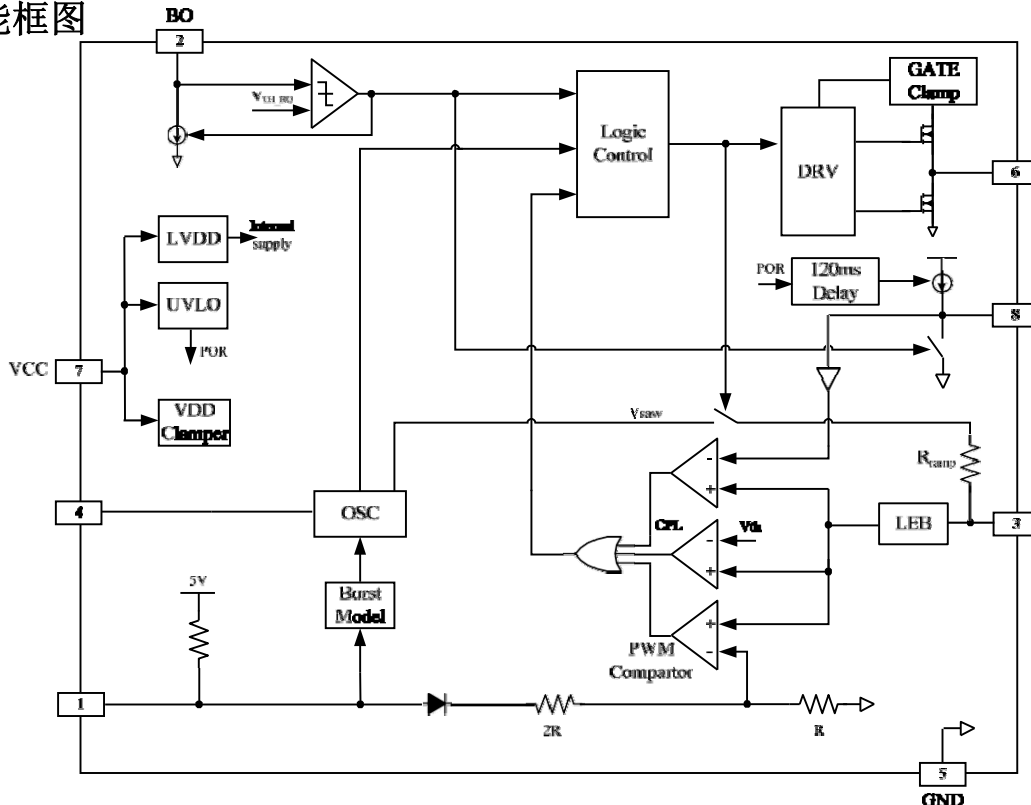 能框图
BO
2
V_TH_BO
Logic
Control
GATE
Clamp
DRV
6
LVDD
Internal
supply
UVLO
POR
VCC
7
VDD
Clamper
POR
120ms
Delay
8
Vsaw
R_ramp
4
OSC
CPL
Vth
-
+
-
+
+
-
LEB
3
5V
Burst
Model
PWM
Compartor
1
2R
R
5
GND